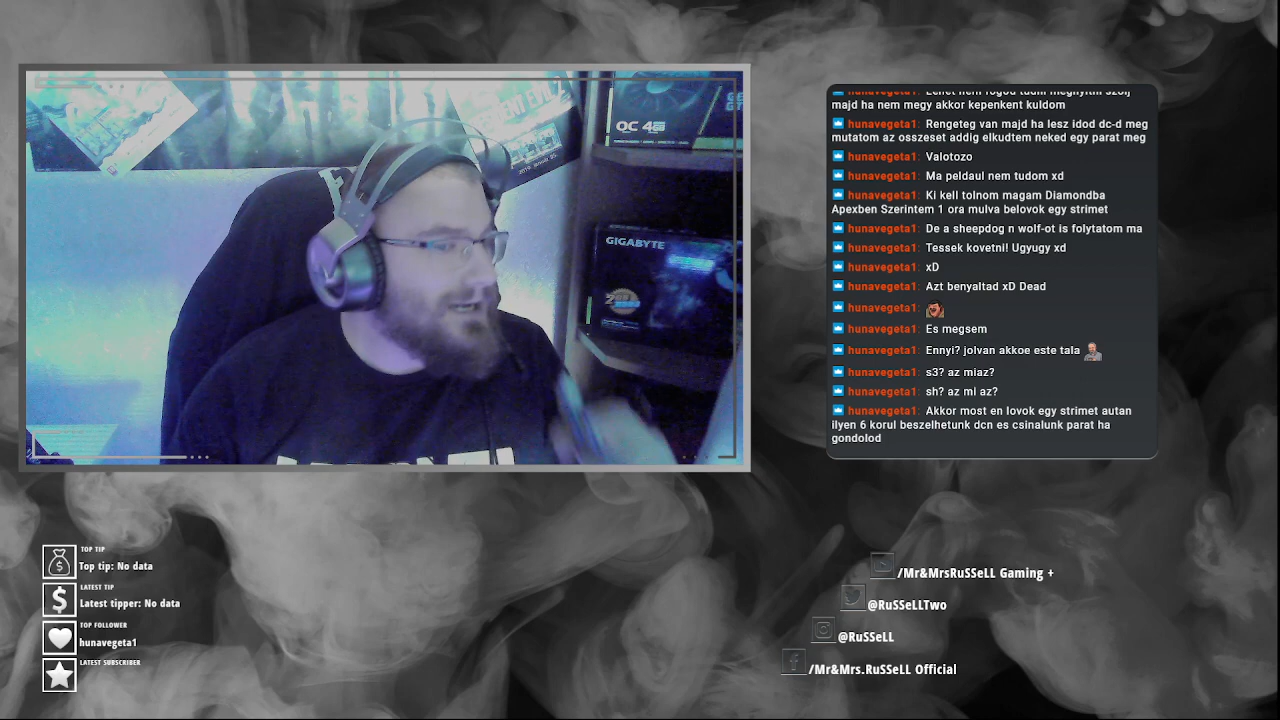 majd ha nem megy akkor kepenkent kuldom
hunavegeta1: Rengeteg van majd ha lesz idod dc-d meg
mutatom az osszeset addig elkudtem neked egy parat meg
hunavegeta1: Valotozo
hunavegeta1: Ma peldaul nem tudom xd
hunavegeta1: Ki kell tolnom magam Diamondba
Apexben Szerintem 1 ora mulva belovok egy strimet
hunavegeta1: De a sheepdog n wolf-ot is folytatom ma
hunavegeta1: Tessek kovetni! Ugyugy xd
hunavegeta1: xD
hunavegeta1: Azt benyaltad xD Dead
hunavegeta1:
hunavegeta1: Es megsem
hunavegeta1: Ennyi? jolvan akkoe este tala
hunavegeta1: s3? az miaz?
hunavegeta1: sh? az mi az?
hunavegeta1: Akkor most en lovok egy strimet autan
ilyen 6 korul beszelhetunk dcn es csinalunk parat ha
gondolod
OC 4
GIGABYTE
TOP TIP
Top tip: No data
LATEST TIP
Latest tipper: No data
TOP FOLLOWER
hunavegeta1
LATEST SUBSCRIBER
/Mr&MrsRuSSeLL Gaming +
@RuSSeLLTwo
@RuSSeLL
/Mr&Mrs.RuSSeLL Official